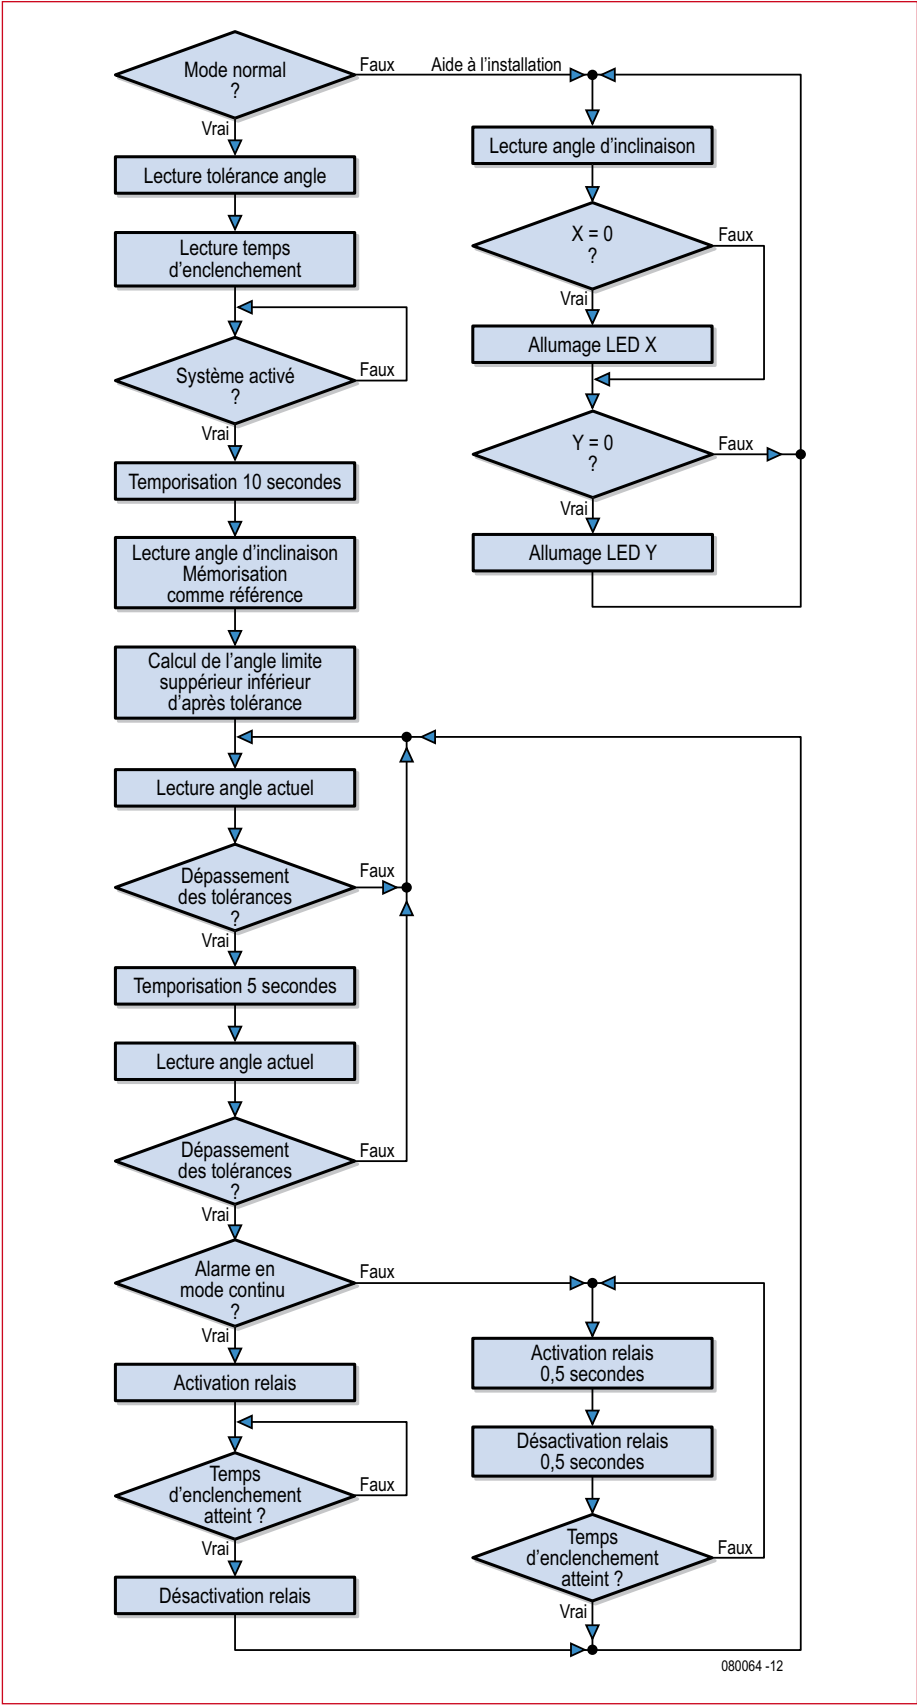 Mode normal
?
Faux
Aide à l'installation
Vrai
Lecture tolérance angle
Lecture temps
d'enclenchement
Système activé
?
Faux
Vrai
Temporisation 10 secondes
Lecture angle d'inclinaison
Mémorisation
comme référence
Calcul de l'angle limite
suppérieur inférieur
d'après tolérance
Lecture angle actuel
Dépassement
des tolérances
?
Faux
Vrai
Temporisation 5 secondes
Lecture angle actuel
Dépassement
des tolérances
?
Faux
Vrai
Alarme en
mode continu
?
Faux
Vrai
Activation relais
Temps
d'enclenchement
atteint ?
Faux
Vrai
Désactivation relais
Lecture angle d'inclinaison
X = 0
?
Faux
Vrai
Allumage LED X
Y = 0
?
Faux
Vrai
Allumage LED Y
Activation relais
0,5 secondes
Désactivation relais
0,5 secondes
Temps
d'enclenchement
atteint ?
Faux
Vrai
080064 -12